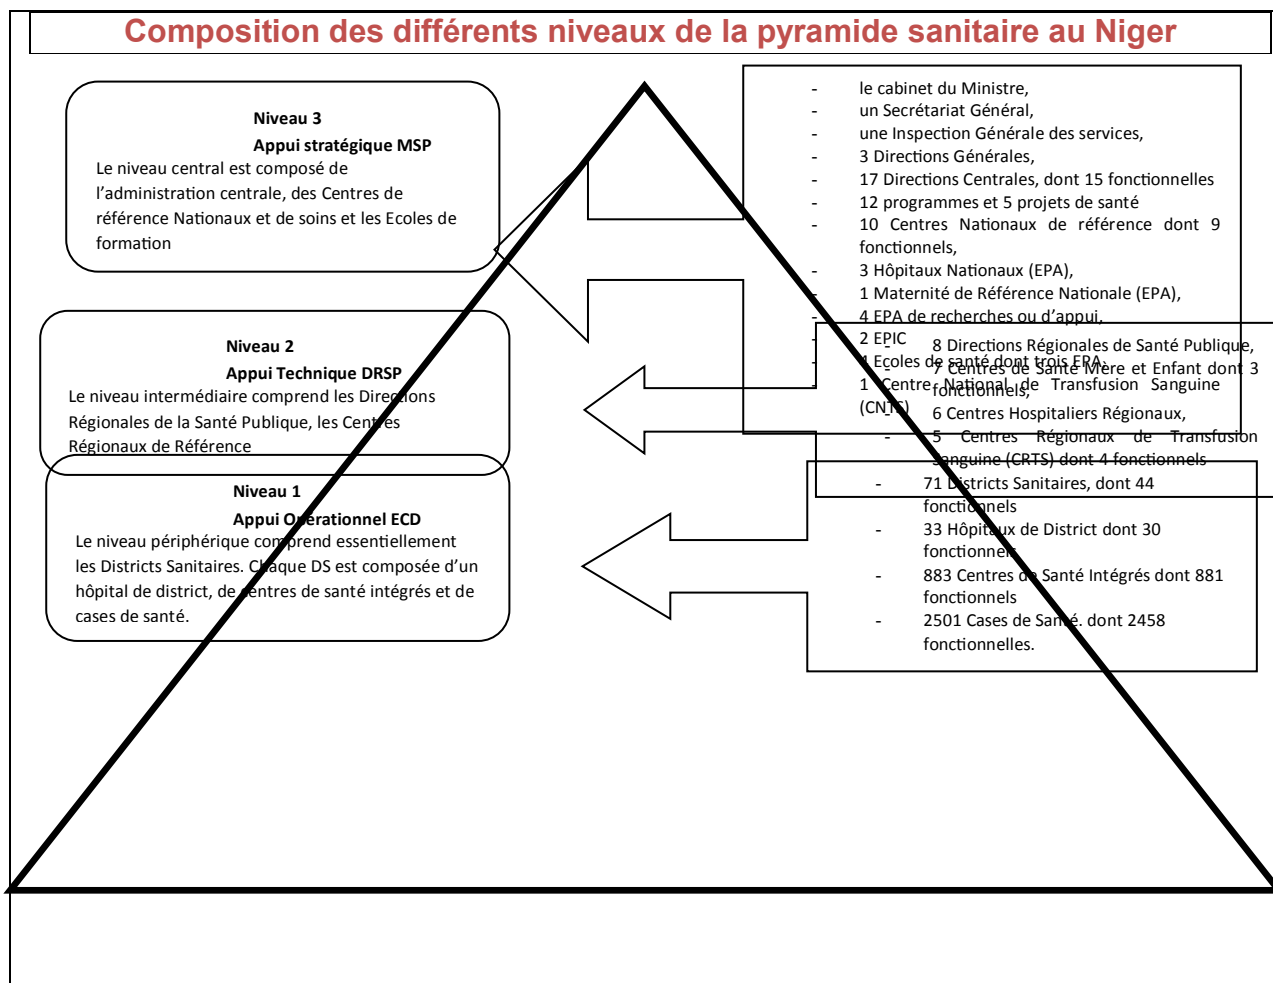 Composition des différents niveaux de la pyramide sanitaire au Niger
Niveau 3
Appui stratégique MSP
Le niveau central est composé de
l’administration centrale, des Centres de
référence Nationaux et de soins et les Ecoles de
formation
- le cabinet du Ministre,
- un Secrétariat Général,
- une Inspection Générale des services,
- 3 Directions Générales,
- 17 Directions Centrales, dont 15 fonctionnelles
- 12 programmes et 5 projets de santé
- 10 Centres Nationaux de référence dont 9
fonctionnels,
- 3 Hôpitaux Nationaux (EPA),
- 1 Maternité de Référence Nationale (EPA),
- 4 EPA de recherches ou d’appui,
- 2 EPIC
- 4 Ecoles de santé dont trois EPA
- 1 Centre National de Transfusion Sanguine
(CNTS)
Niveau 2
Appui Technique DRSP
Le niveau intermédiaire comprend les Directions
Régionales de la Santé Publique, les Centres
Régionaux de Référence
- 8 Directions Régionales de Santé Publique,
- 7 Centres de Santé Mère et Enfant dont 3
fonctionnels,
- 6 Centres Hospitaliers Régionaux,
- 5 Centres Régionaux de Transfusion
Sanguine (CRTS) dont 4 fonctionnels
Niveau 1
Appui Opérationnel ECD
Le niveau périphérique comprend essentiellement
les Districts Sanitaires. Chaque DS est composée d’un
hôpital de district, de centres de santé intégrés et de
cases de santé.
- 71 Districts Sanitaires, dont 44
fonctionnels
- 33 Hôpitaux de District dont 30
fonctionnels
- 883 Centres de Santé Intégrés dont 881
fonctionnels
- 2501 Cases de Santé. dont 2458
fonctionnelles.